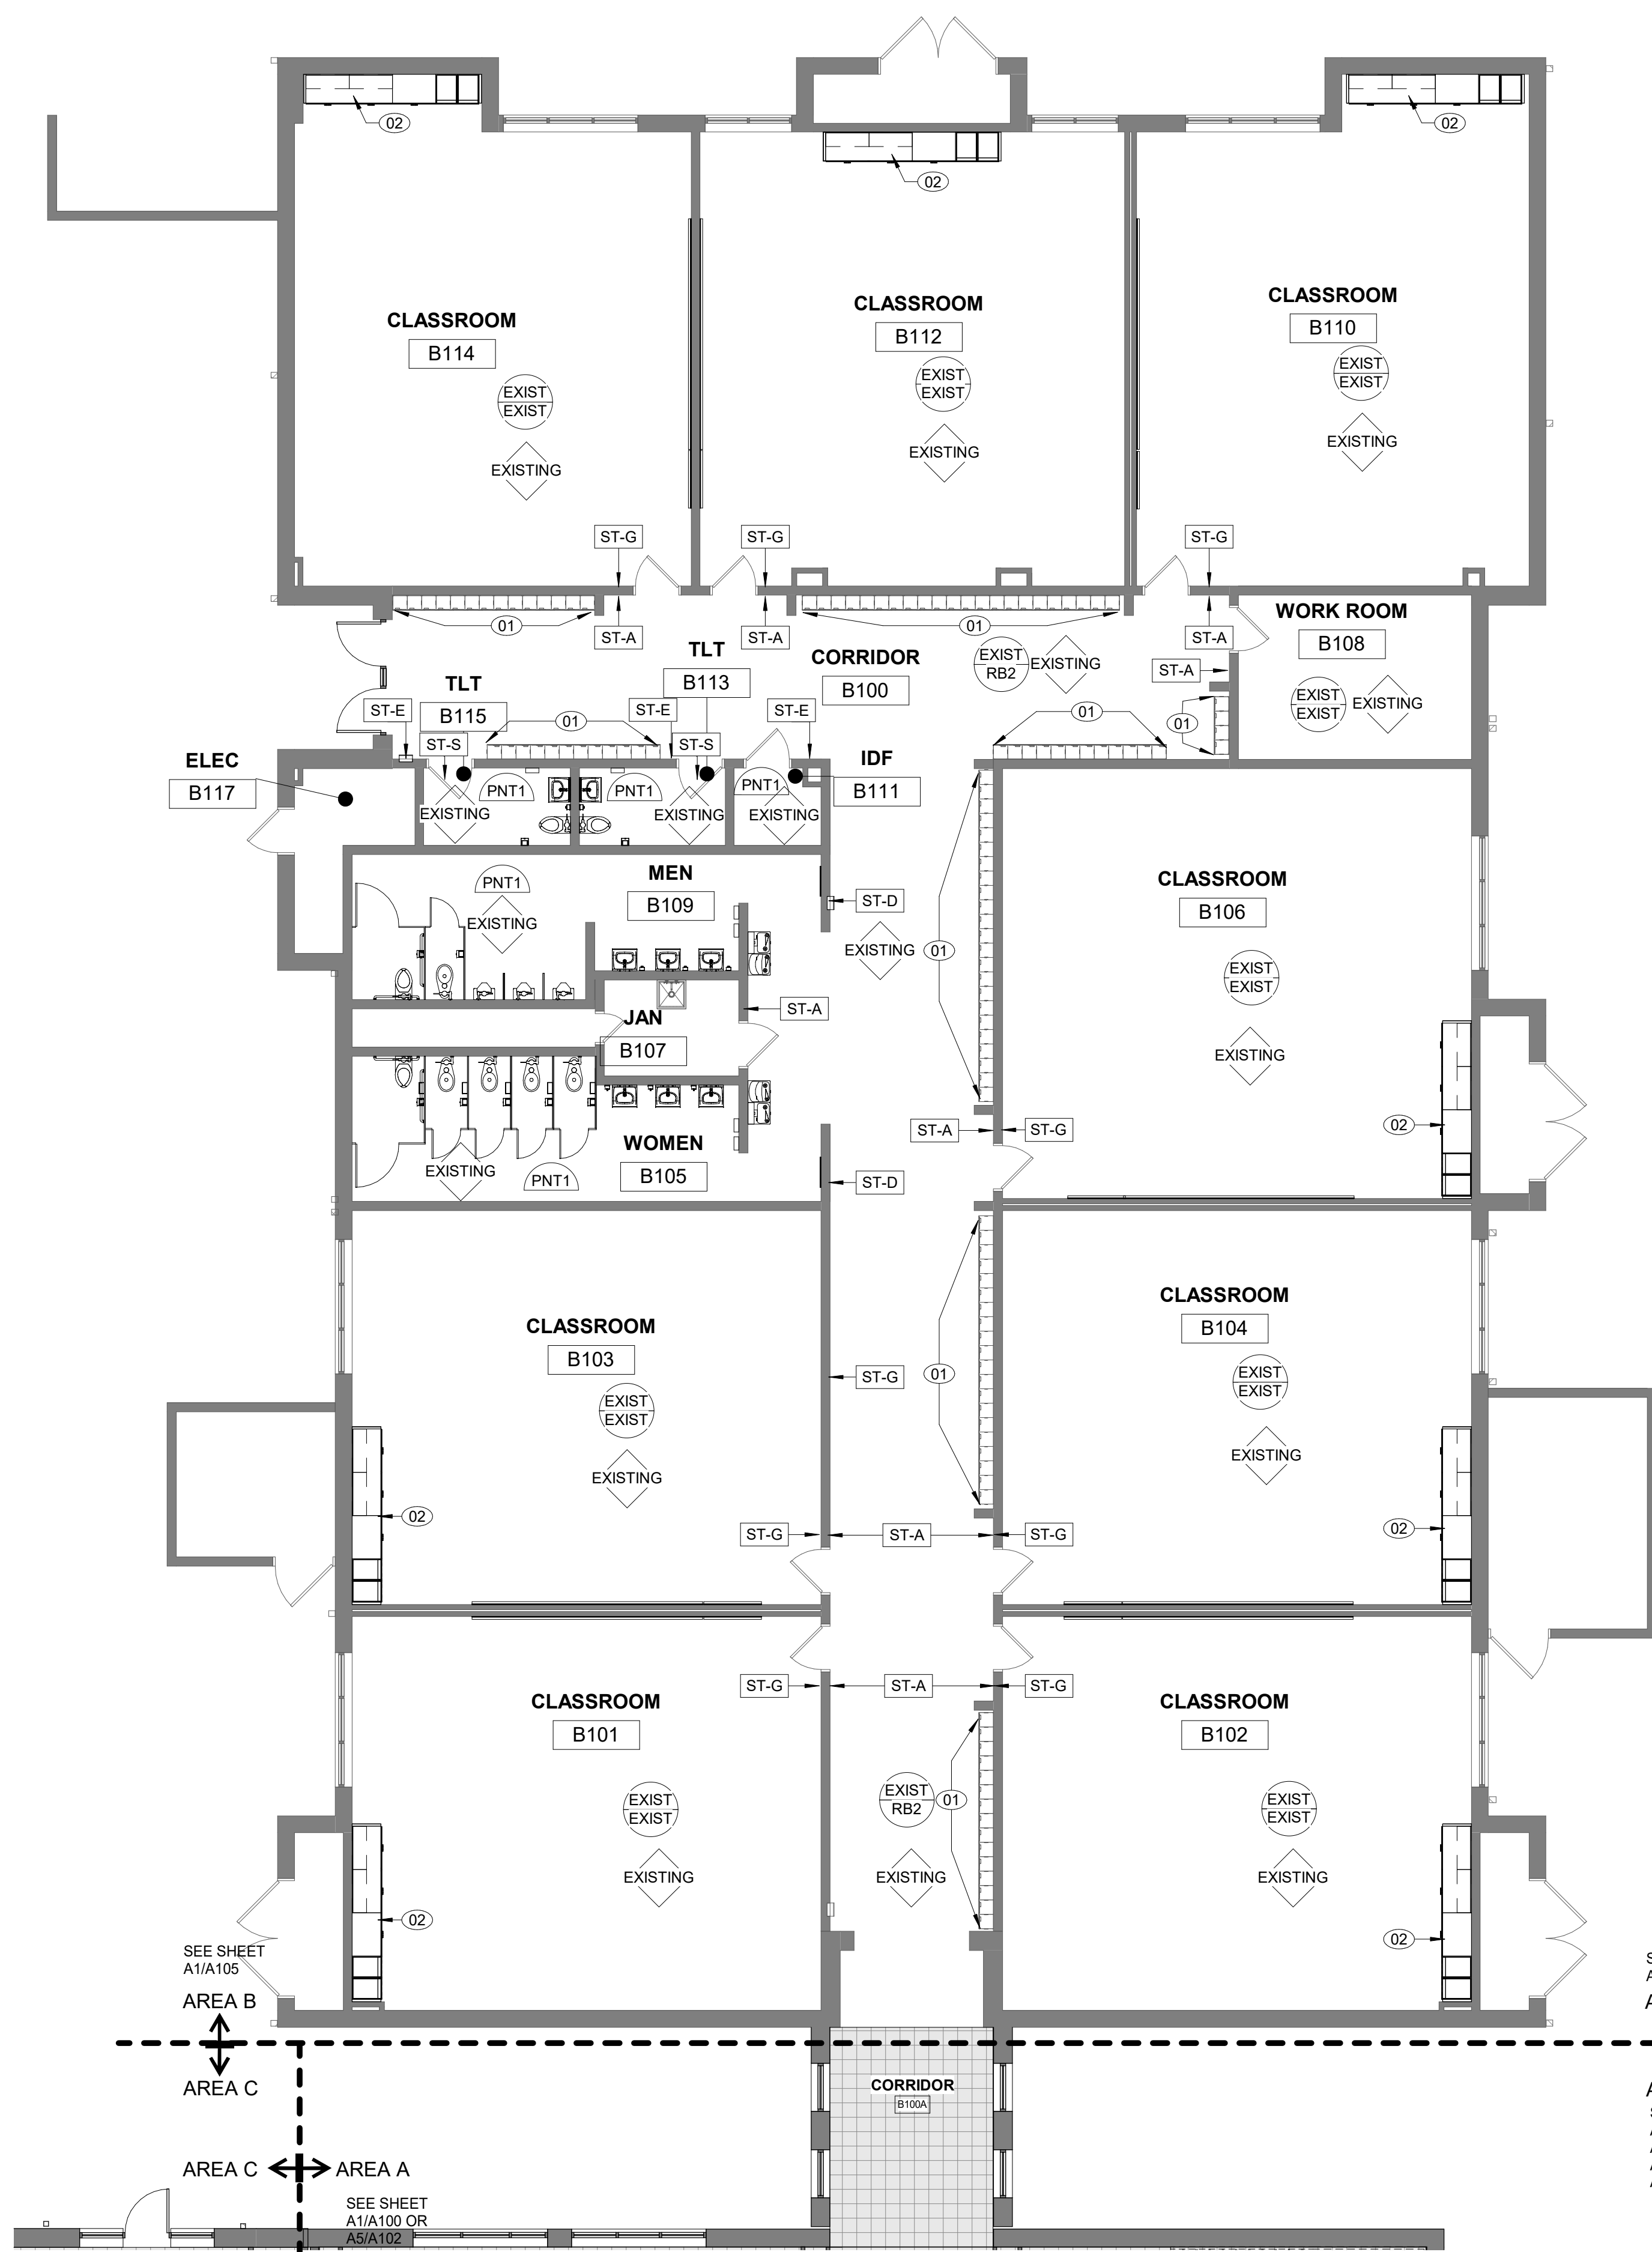 02
02
02
CLASSROOM
B114
EXIST
EXIST
EXISTING
CLASSROOM
B112
EXIST
EXIST
EXISTING
CLASSROOM
B110
EXIST
EXIST
EXISTING
ST-G
ST-G
ST-G
01
ST-A
ST-A
01
ST-A
WORK ROOM
B108
EXIST
EXIST
EXISTING
TLT
B113
CORRIDOR
B100
EXIST
RB2
EXISTING
ST-A
TLT
B115
ST-E
ST-E
ST-E
01
01
01
ST-S
ST-S
ELEC
B117
IDF
B111
PNT1
PNT1
PNT1
EXISTING
EXISTING
EXISTING
MEN
B109
PNT1
EXISTING
ST-D
EXISTING
01
CLASSROOM
B106
EXIST
EXIST
EXISTING
JAN
B107
ST-A
ST-A
ST-G
02
WOMEN
B105
EXISTING
PNT1
ST-D
CLASSROOM
B103
EXIST
EXIST
EXISTING
ST-G
01
CLASSROOM
B104
EXIST
EXIST
EXISTING
02
ST-G
ST-A
ST-G
02
ST-G
ST-A
ST-G
CLASSROOM
B101
EXIST
EXIST
EXISTING
EXIST
RB2
01
EXISTING
CLASSROOM
B102
EXIST
EXIST
EXISTING
02
02
SEE SHEET
A1/A105
AREA B
AREA C
CORRIDOR
B100A
AREA C
AREA A
SEE SHEET
A1/A100 OR
A5/A102